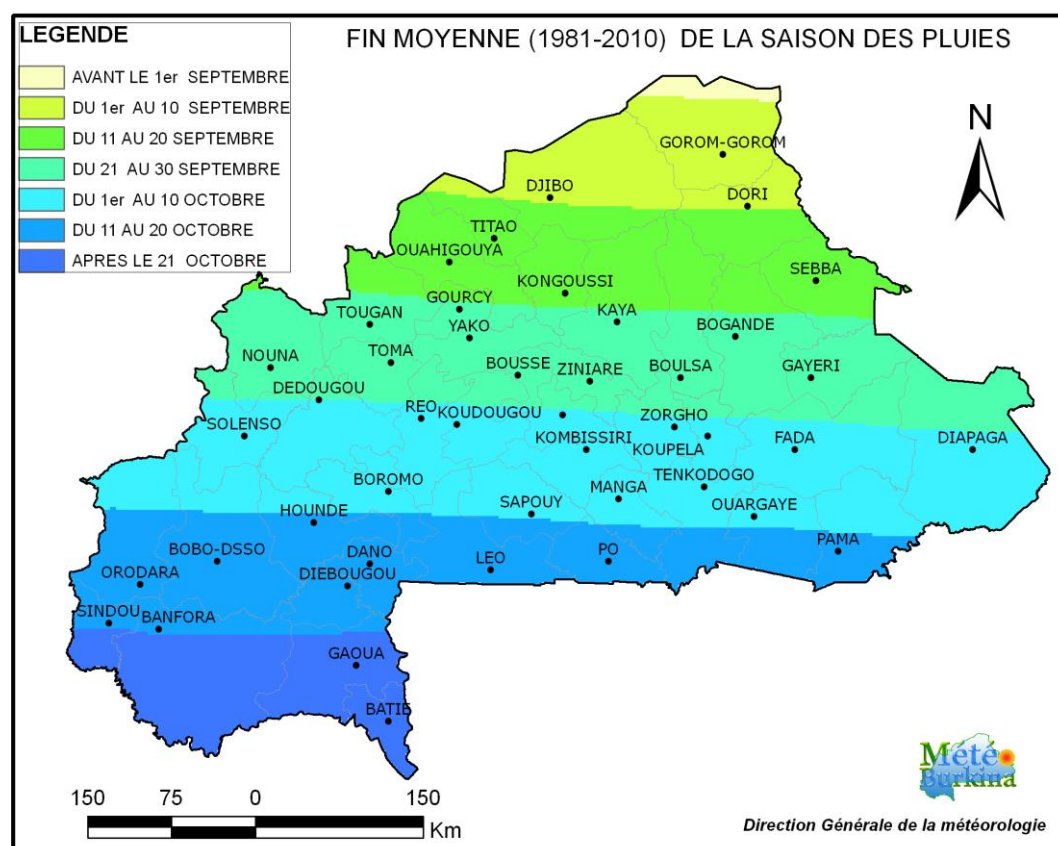 LEGENDE
FIN MOYENNE (1981-2010) DE LA SAISON DES PLUIES
AVANT LE 1er SEPTEMBRE
DU 1er AU 10 SEPTEMBRE
DU 11 AU 20 SEPTEMBRE
DU 21 AU 30 SEPTEMBRE
DU 1er AU 10 OCTOBRE
DU 11 AU 20 OCTOBRE
APRES LE 21 OCTOBRE
N
GOROM-GOROM
DJIBO
DORI
TITAO
OUAHIGOUYA
SEBBA
KONGOUSSI
GOURCY
TOUGAN
KAYA
YAKO
BOGANDE
NOUNA
TOMA
BOUSSE
ZINIARE
BOULSA
GAYERI
DEDOUGOU
REO
KOUDOUGOU
ZORGHO
SOLENSO
KOMBISSIRI
KOUPELA
FADA
DIAPAGA
BOROMO
TENKODOGO
MANGA
SAPOUY
OUARGAYE
HOUNDE
BOBO-DSSO
DANO
LEO
PO
PAMA
ORODARA
DIEBOUGOU
SINDOU
BANFORA
GAOUA
BATIE
150 75 0 150
Km
Météo
Burkina
Direction Générale de la météorologie